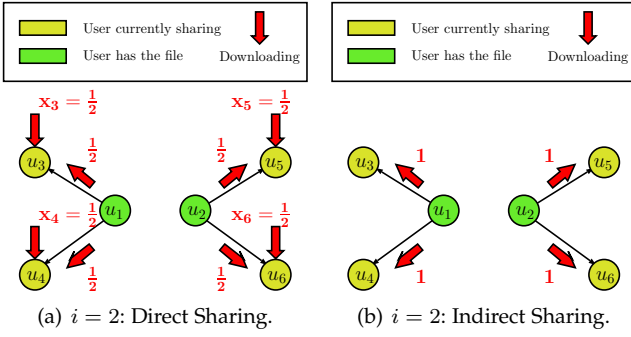 User currently sharing
User has the file
Downloading
User currently sharing
User has the file
Downloading
x₃ = 1/2
x₅ = 1/2
u₃
1/2
1/2
u₅
x₄ = 1/2
u₁
u₂
x₆ = 1/2
u₄
1/2
1/2
u₆
u₃
1
1
u₅
u₁
u₂
u₄
1
1
u₆
(a) i = 2: Direct Sharing.
(b) i = 2: Indirect Sharing.